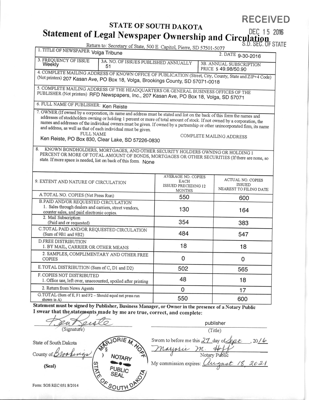 RECEIVED
STATE OF SOUTH DAKOTA
DEC 15 2016
Statement of Legal Newspaper Ownership and Circulation
S.D. SEC. OF STATE
Return to: Secretary of State, 500 E Capitol, Pierre, SD 57501-5077
1. TITLE OF NEWSPAPER Volga Tribune
2. DATE 9-30-2016
3. FREQUENCY OF ISSUE
Weekly
3A. NO. OF ISSUES PUBLISHED ANNUALLY
51
3B. ANNUAL SUBSCRIPTION
PRICE $ 49.98/50.90
4. COMPLETE MAILING ADDRESS OF KNOWN OFFICE OF PUBLICATION (Street, City, County, State and ZIP+4 Code)
(Not printers) 207 Kasan Ave, PO Box 18, Volga, Brookings County, SD 57071-0018
5. COMPLETE MAILING ADDRESS OF THE HEADQUARTERS OR GENERAL BUSINESS OFFICES OF THE
PUBLISHER (Not printers) RFD Newspapers, Inc., 207 Kasan Ave, PO Box 18, Volga, SD 57071
6. FULL NAME OF PUBLISHER Ken Reiste
7. OWNER (If owned by a corporation, its name and address must be stated and list on the back of this form the names and
addresses of stockholders owning or holding 1 percent or more of total amount of stock. If not owned by a corporation, the
names and addresses of the individual owners must be given. If owned by a partnership or other unincorporated firm, its name
and address, as well as that of each individual must be given.
FULL NAME
COMPLETE MAILING ADDRESS
Ken Reiste, PO Box 650, Clear Lake, SD 57226-0830
8. KNOWN BONDHOLDERS, MORTGAGEES, AND OTHER SECURITY HOLDERS OWNING OR HOLDING 1
PERCENT OR MORE OF TOTAL AMOUNT OF BONDS, MORTGAGES OR OTHER SECURITIES (If there are none, so
state. If more space is needed, list on back of this form) None
9. EXTENT AND NATURE OF CIRCULATION
AVERAGE NO. COPIES
EACH
ISSUED PRECEDING 12
MONTHS
ACTUAL NO. COPIES
ISSUED
NEAREST TO FILING DATE
A.TOTAL NO. COPIES (Net Press Run)
550
600
B.PAID AND/OR REQUESTED CIRCULATION
1. Sales through dealers and carriers, street vendors,
counter sales, and paid electronic copies.
130
164
2. Mail Subscription
(Paid and or requested)
354
383
C.TOTAL PAID AND/OR REQUESTED CIRCULATION
(Sum of 9B1 and 9B2)
484
547
D.FREE DISTRIBUTION
1. BY MAIL, CARRIER OR OTHER MEANS
18
18
2. SAMPLES, COMPLIMENTARY AND OTHER FREE
COPIES
0
0
E.TOTAL DISTRIBUTION (Sum of C, D1 and D2)
502
565
F. COPIES NOT DISTRIBUTED
1. Office use, left over, unaccounted, spoiled after printing
48
18
2. Return from News Agents
0
17
G.TOTAL (Sum of E, F1 and F2 - Should equal net press run
shown in A)
550
600
Statement must be signed by Publisher, Business Manager, or Owner in the presence of a Notary Public
I swear that the statements made by me are true, correct, and complete:
Ken Reiste
publisher
(Signature)
(Title)
State of South Dakota
County of Brookings
(Seal)
MARJORIE M. HOFF
NOTARY
PUBLIC
SEAL
STATE OF SOUTH DAKOTA
Sworn to before me this 27 day of Sept 2016
Marjorie M Hoff
Notary Public
My commission expires: August 18, 2021
Form: SOS REC 051 8/2014